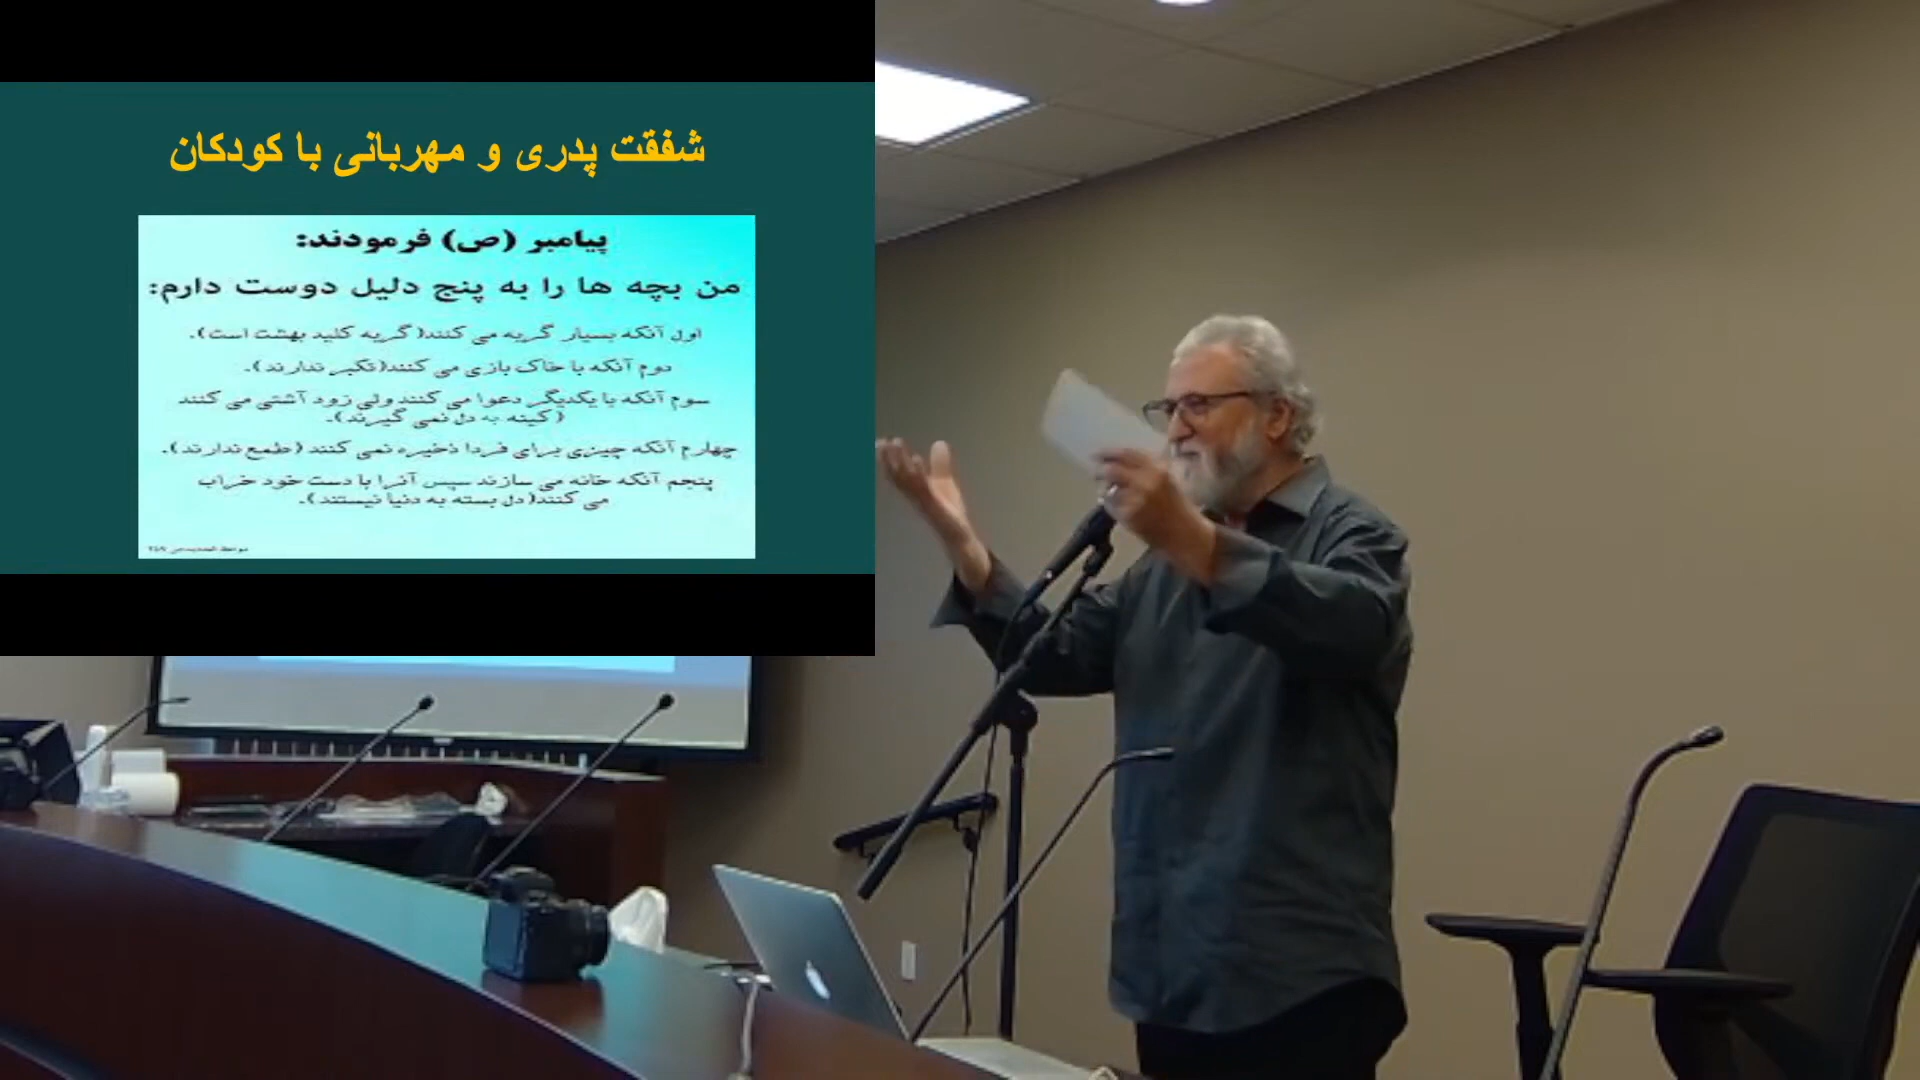 شفقت پدری و مهربانی با کودکان
پیامبر (ص) فرمودند:
من بچه ها را به پنج دلیل دوست دارم:
اول آنکه بسیار گریه می کنند( گریه کلید بهشت است).
دوم آنکه با خاک بازی می کنند(تکبر ندارند).
سوم آنکه با یکدیگر دعوا می کنند ولی زود آشتی می کنند
(کینه به دل نمی گیرند).
چهارم آنکه چیزی برای فردا ذخیره نمی کنند (طمع ندارند).
پنجم آنکه خانه می سازند سپس آنرا با دست خود خراب
می کنند(دل بسته به دنیا نیستند).